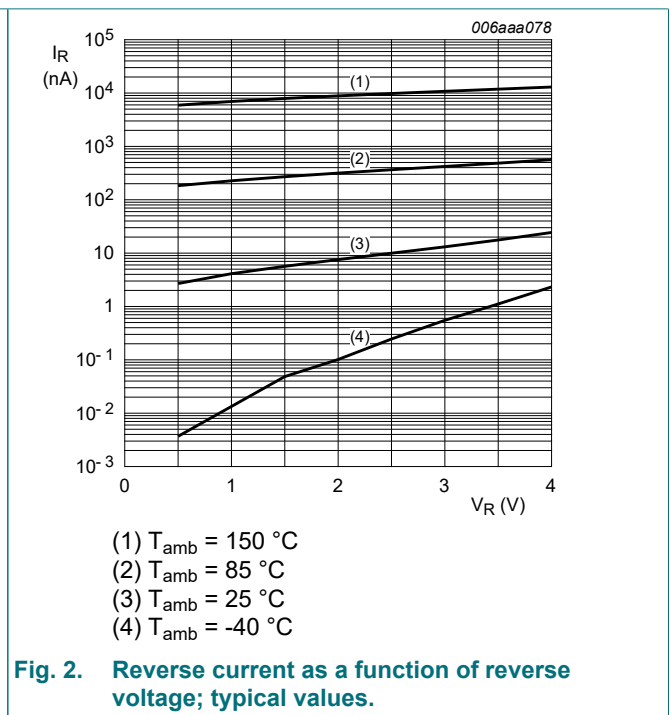 006aaa078
I_R
(nA)
10^5
10^4
10^3
10^2
10
1
10^-1
10^-2
10^-3
(1)
(2)
(3)
(4)
0 1 2 3 4
V_R (V)
(1) T_amb = 150 °C
(2) T_amb = 85 °C
(3) T_amb = 25 °C
(4) T_amb = -40 °C
Fig. 2. Reverse current as a function of reverse
voltage; typical values.